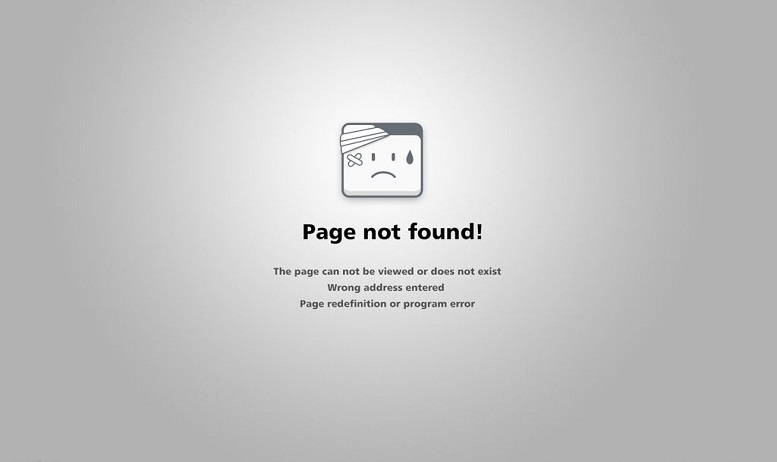 Page not found!
The page can not be viewed or does not exist
Wrong address entered
Page redefinition or program error